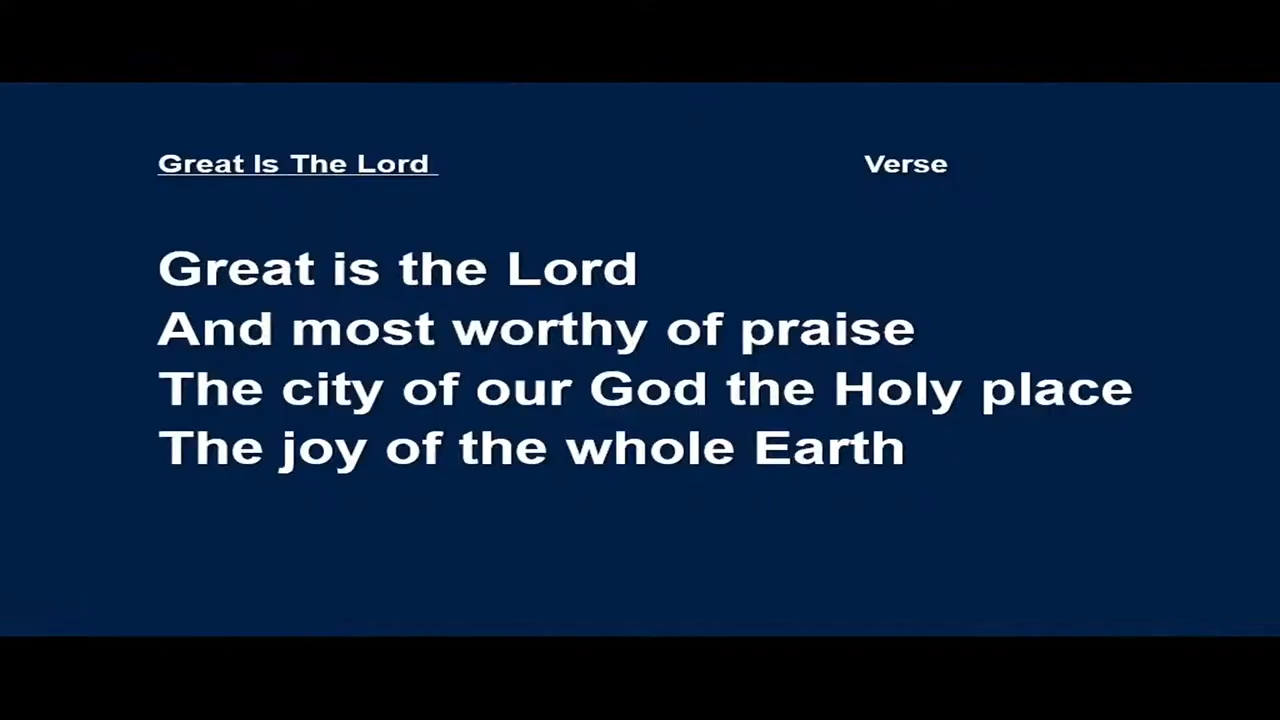 Great Is The Lord
Verse
Great is the Lord
And most worthy of praise
The city of our God the Holy place
The joy of the whole Earth